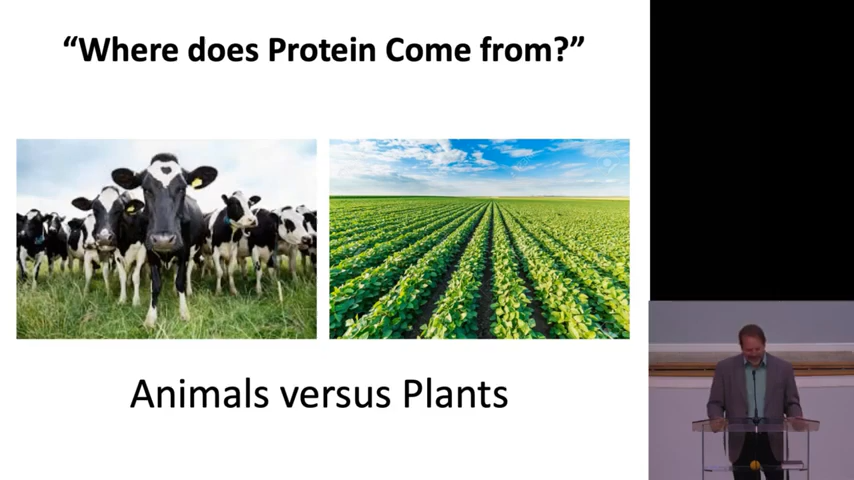 “Where does Protein Come from?”
Animals versus Plants